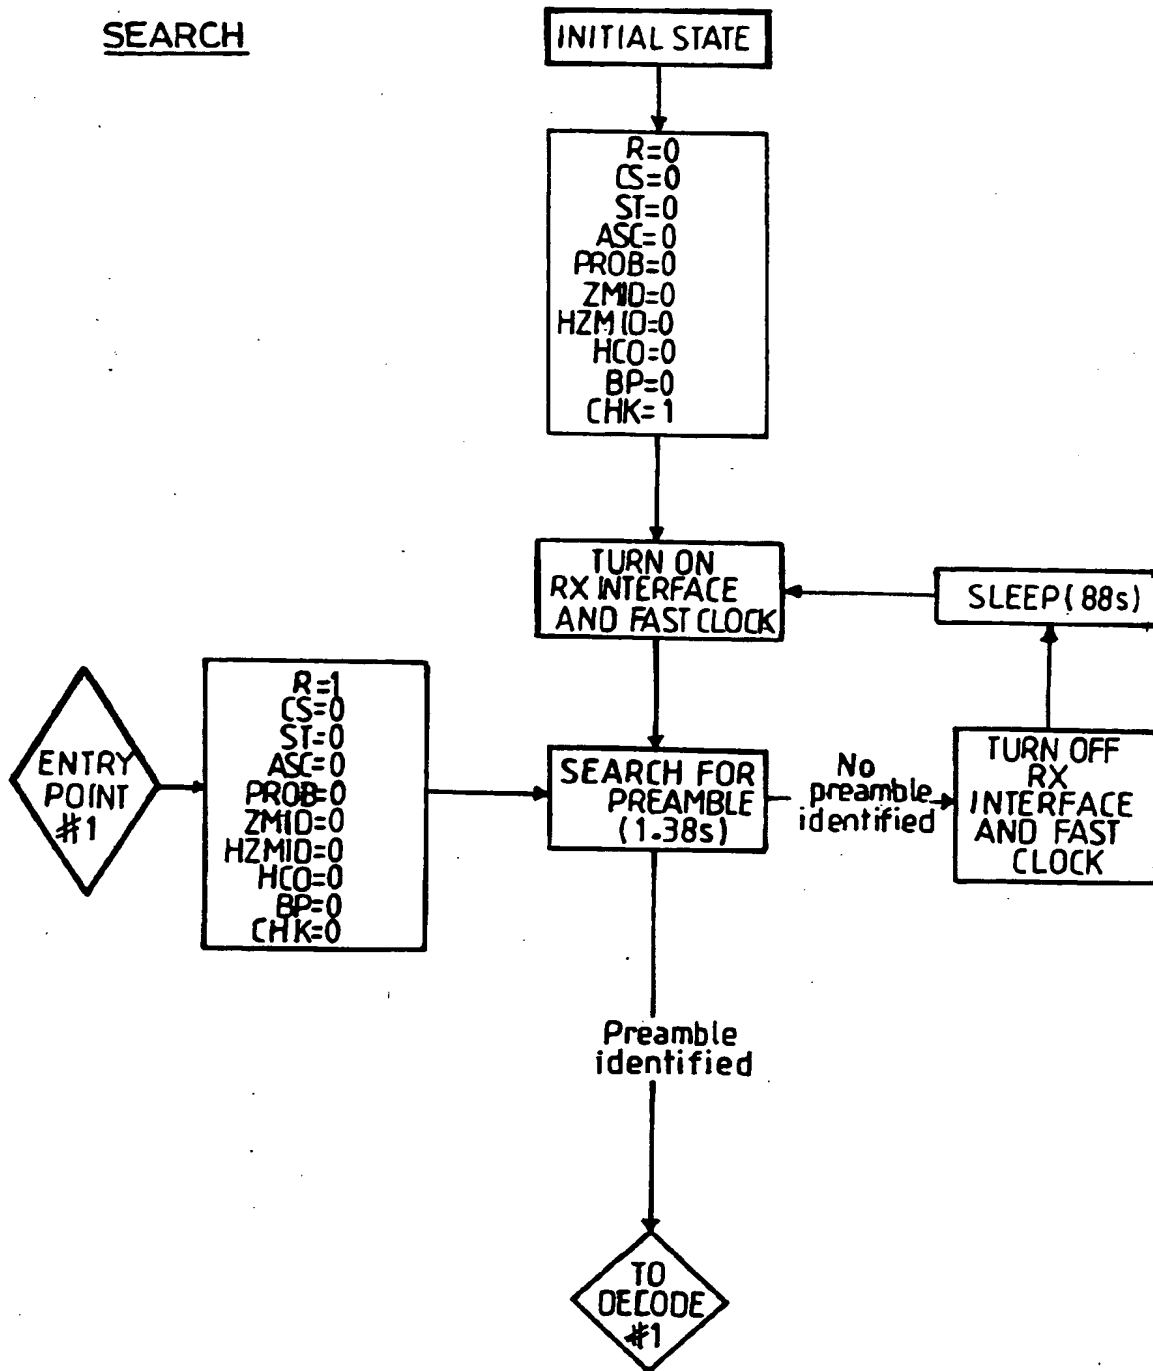 SEARCH
INITIAL STATE
R=0
CS=0
ST=0
ASC=0
PROB=0
ZMID=0
HZMID=0
HCO=0
BP=0
CHK=1
TURN ON
RX INTERFACE
AND FAST CLOCK
SLEEP (88s)
ENTRY
POINT
#1
R=1
CS=0
ST=0
ASC=0
PROB=0
ZMID=0
HZMID=0
HCO=0
BP=0
CHK=0
SEARCH FOR
PREAMBLE
(1.38s)
No
preamble
identified
TURN OFF
RX
INTERFACE
AND FAST
CLOCK
Preamble
identified
TO
DECODE
#1